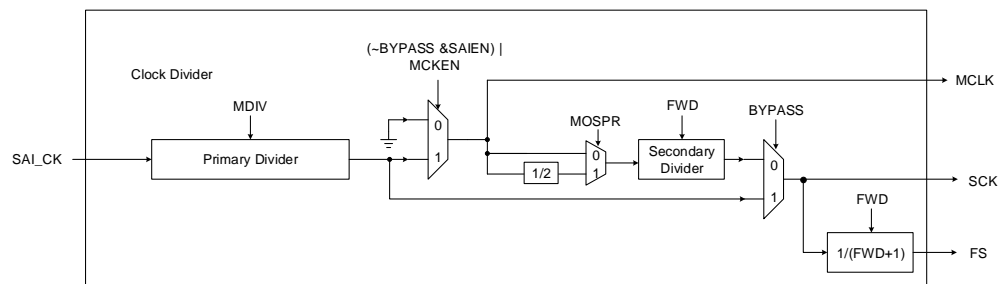 (~BYPASS &SAIEN) |
MCKEN
Clock Divider
MCLK
MDIV
0
FWD
BYPASS
MOSPR
SAI_CK
Primary Divider
1
0
1
1/2
Secondary
Divider
0
1
SCK
FWD
1/(FWD+1)
FS